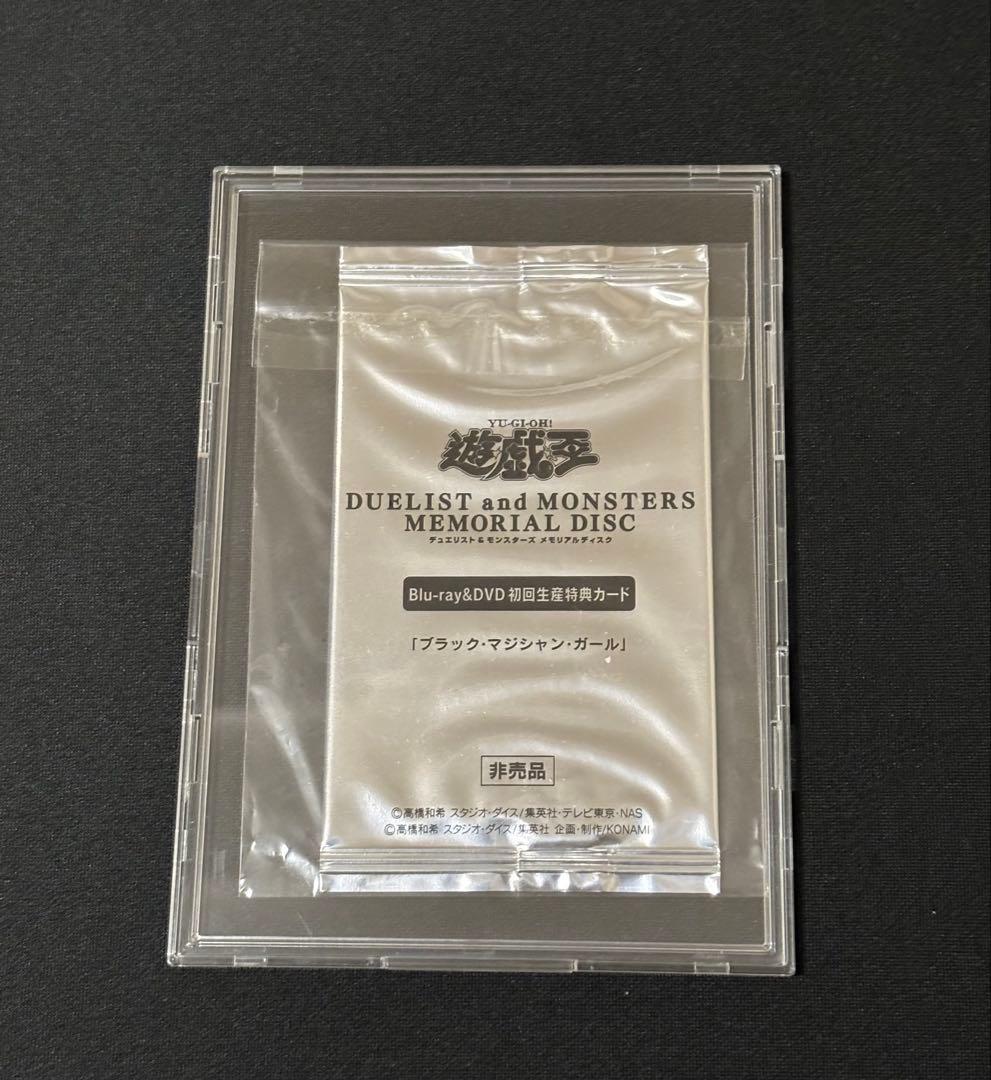 YU-GI-OH!
遊☆戯☆王
DUELIST and MONSTERS
MEMORIAL DISC
デュエリスト&モンスターズ メモリアルディスク
Blu-ray&DVD 初回生産特典カード
「ブラック・マジシャン・ガール」
非売品
©高橋和希 スタジオ・ダイス/集英社・テレビ東京・NAS
©高橋和希 スタジオ・ダイス/集英社 企画・制作/KONAMI